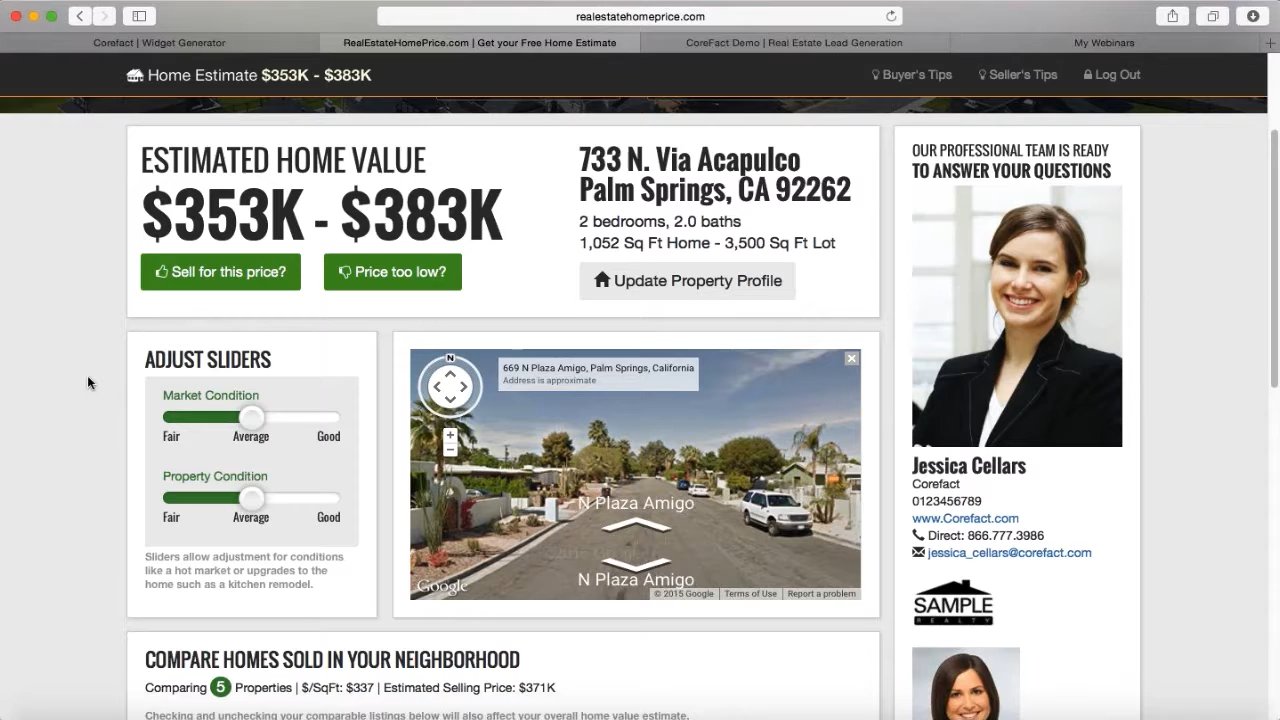 realestatehomeprice.com
Corefact | Widget Generator
RealEstateHomePrice.com | Get your Free Home Estimate
CoreFact Demo | Real Estate Lead Generation
My Webinars
Home Estimate $353K - $383K
Buyer's Tips
Seller's Tips
Log Out
ESTIMATED HOME VALUE
$353K - $383K
Sell for this price?
Price too low?
733 N. Via Acapulco
Palm Springs, CA 92262
2 bedrooms, 2.0 baths
1,052 Sq Ft Home - 3,500 Sq Ft Lot
Update Property Profile
OUR PROFESSIONAL TEAM IS READY
TO ANSWER YOUR QUESTIONS
Jessica Cellars
Corefact
0123456789
www.Corefact.com
Direct: 866.777.3986
jessica_cellars@corefact.com
SAMPLE
REALTY
ADJUST SLIDERS
Market Condition
Fair Average Good
Property Condition
Fair Average Good
Sliders allow adjustment for conditions
like a hot market or upgrades to the
home such as a kitchen remodel.
N
669 N Plaza Amigo, Palm Springs, California
Address is approximate
N Plaza Amigo
N Plaza Amigo
Google
© 2015 Google Terms of Use Report a problem
COMPARE HOMES SOLD IN YOUR NEIGHBORHOOD
Comparing 5 Properties | $/SqFt: $337 | Estimated Selling Price: $371K
Checking and unchecking your comparable listings below will also affect your overall home value estimate.